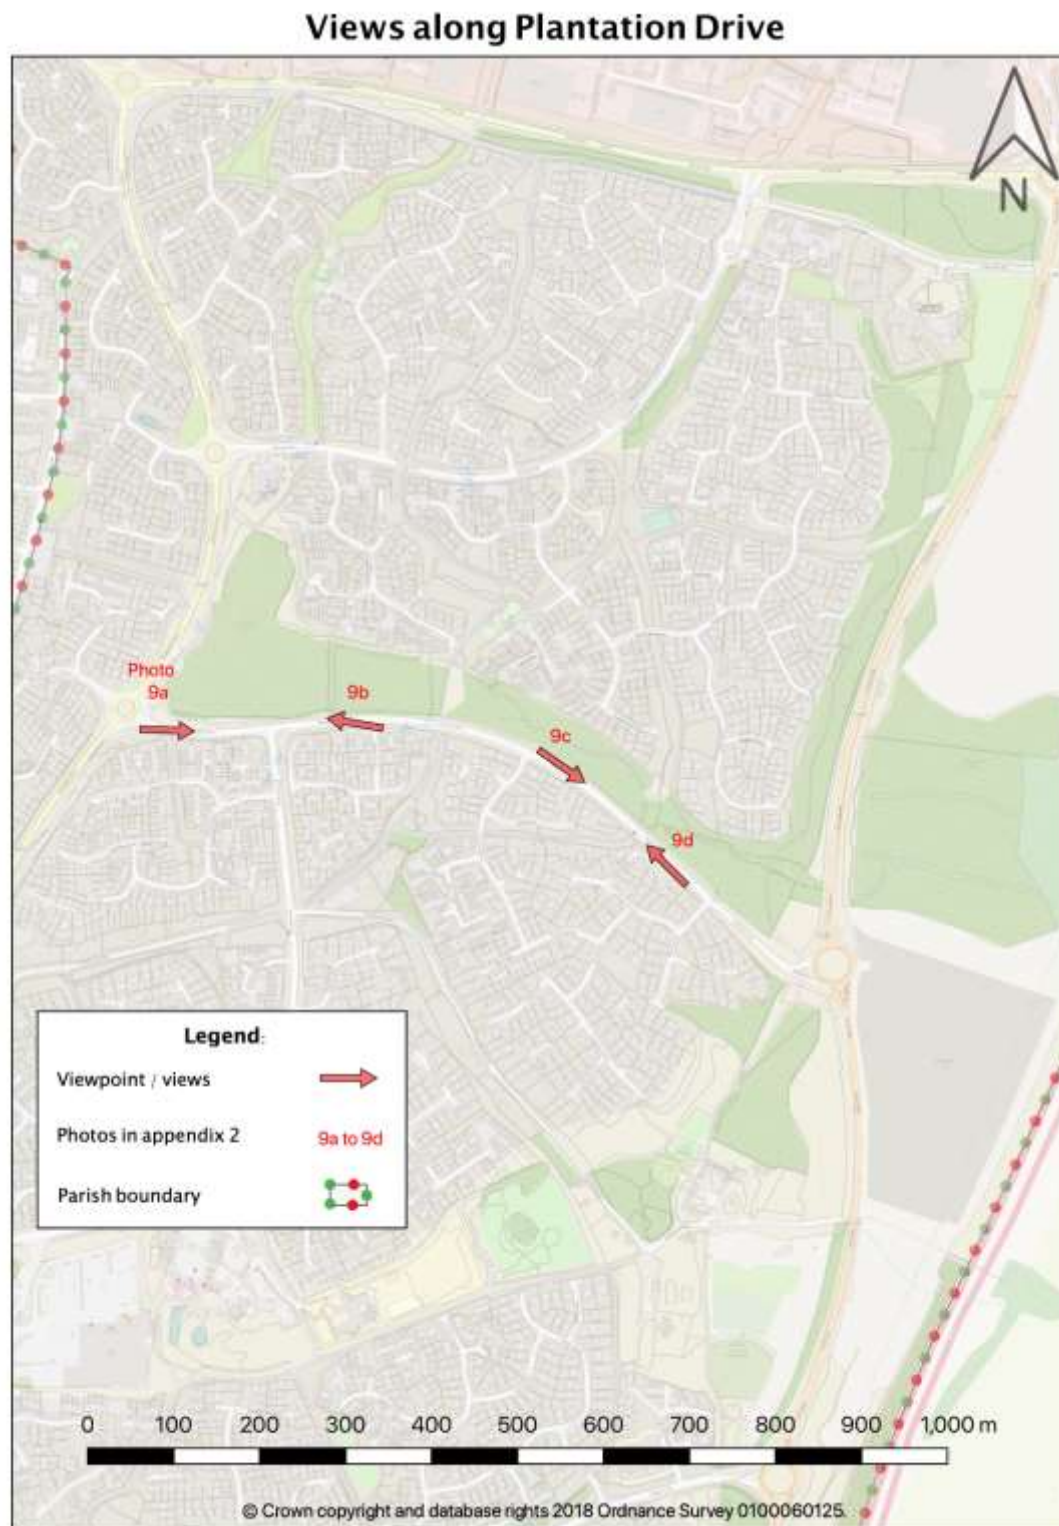 Views along Plantation Drive
N
Photo
9a
9b
9c
9d
Legend:
Viewpoint / views
Photos in appendix 2
9a to 9d
Parish boundary
0 100 200 300 400 500 600 700 800 900 1,000 m
© Crown copyright and database rights 2018 Ordnance Survey 0100060125.